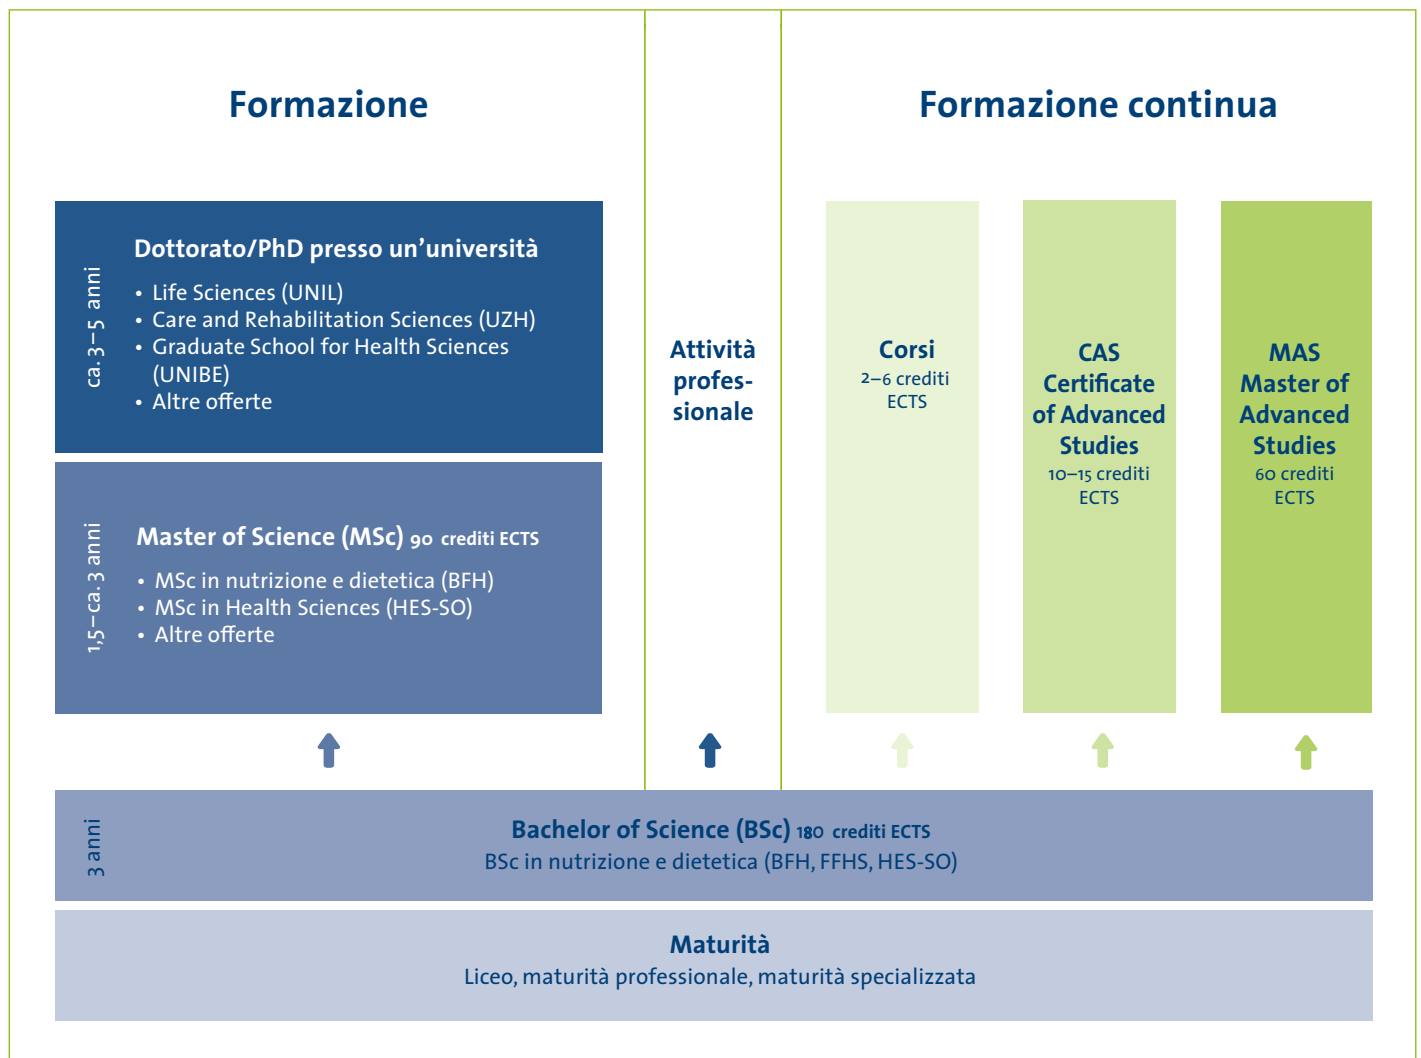 Formazione
Formazione continua
ca. 3–5 anni
Dottorato/PhD presso un’università
• Life Sciences (UNIL)
• Care and Rehabilitation Sciences (UZH)
• Graduate School for Health Sciences
(UNIBE)
• Altre offerte
1,5–ca. 3 anni
Master of Science (MSc) 90 crediti ECTS
• MSc in nutrizione e dietetica (BFH)
• MSc in Health Sciences (HES-SO)
• Altre offerte
Attività
profes-
sionale
Corsi
2–6 crediti
ECTS
CAS
Certificate
of Advanced
Studies
10–15 crediti
ECTS
MAS
Master of
Advanced
Studies
60 crediti
ECTS
3 anni
Bachelor of Science (BSc) 180 crediti ECTS
BSc in nutrizione e dietetica (BFH, FFHS, HES-SO)
Maturità
Liceo, maturità professionale, maturità specializzata